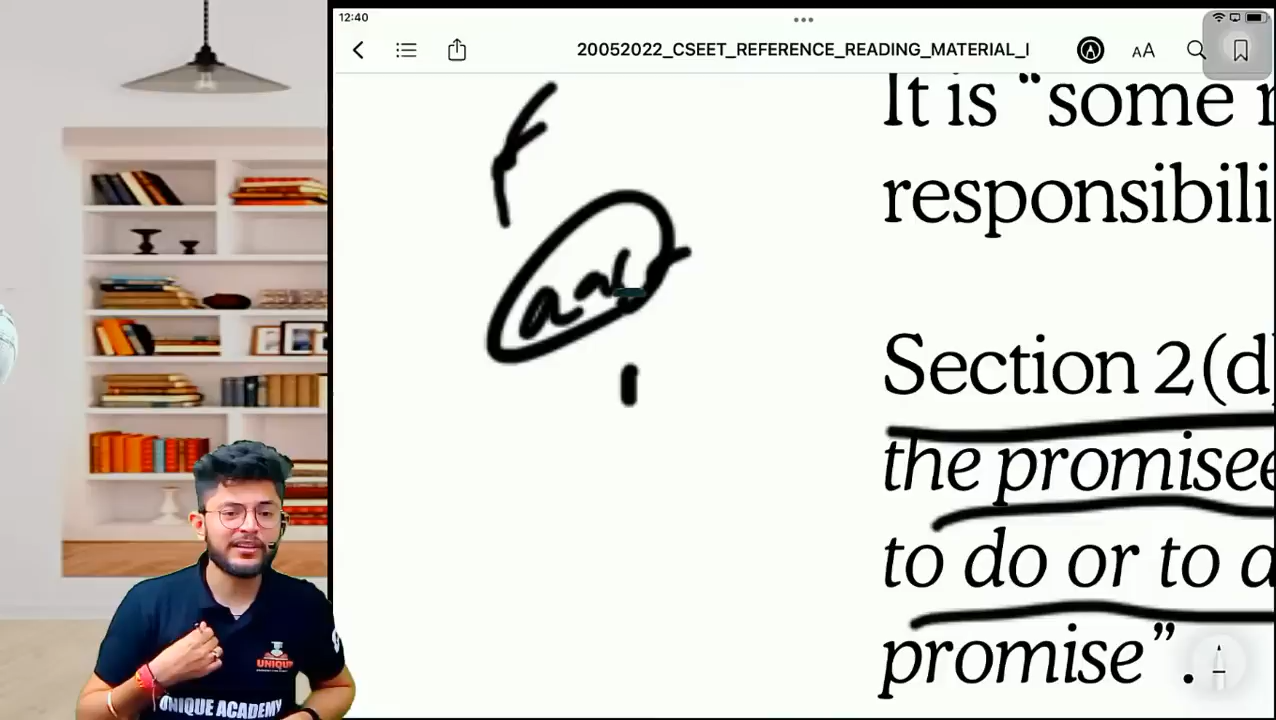 12:40
20052022_CSEET_REFERENCE_READING_MATERIAL_I
AA
It is “some
responsibili
Section 2(d)
the promisee
to do or to a
promise”.
UNIQUE
UNIQUE ACADEMY